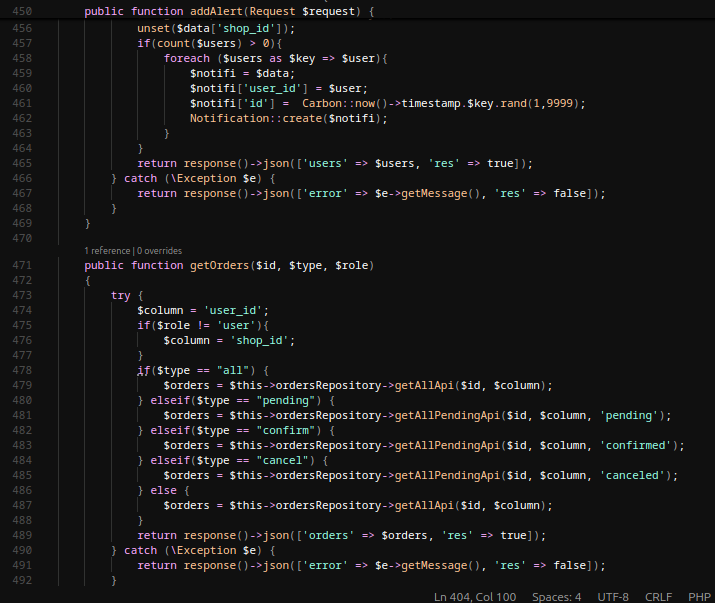 450 public function addAlert(Request $request) {
456 unset($data['shop_id']);
457 if(count($users) > 0){
458 foreach ($users as $key => $user){
459 $notifi = $data;
460 $notifi['user_id'] = $user;
461 $notifi['id'] =  Carbon::now()->timestamp.$key.rand(1,9999);
462 Notification::create($notifi);
463 }
464 }
465 return response()->json(['users' => $users, 'res' => true]);
466 } catch (\Exception $e) {
467 return response()->json(['error' => $e->getMessage(), 'res' => false]);
468 }
469 }
470
1 reference | 0 overrides
471 public function getOrders($id, $type, $role)
472 {
473 try {
474 $column = 'user_id';
475 if($role != 'user'){
476 $column = 'shop_id';
477 }
478 if($type == "all") {
479 $orders = $this->ordersRepository->getAllApi($id, $column);
480 } elseif($type == "pending") {
481 $orders = $this->ordersRepository->getAllPendingApi($id, $column, 'pending');
482 } elseif($type == "confirm") {
483 $orders = $this->ordersRepository->getAllPendingApi($id, $column, 'confirmed');
484 } elseif($type == "cancel") {
485 $orders = $this->ordersRepository->getAllPendingApi($id, $column, 'canceled');
486 } else {
487 $orders = $this->ordersRepository->getAllApi($id, $column);
488 }
489 return response()->json(['orders' => $orders, 'res' => true]);
490 } catch (\Exception $e) {
491 return response()->json(['error' => $e->getMessage(), 'res' => false]);
492 }
Ln 404, Col 100 Spaces: 4 UTF-8 CRLF PHP